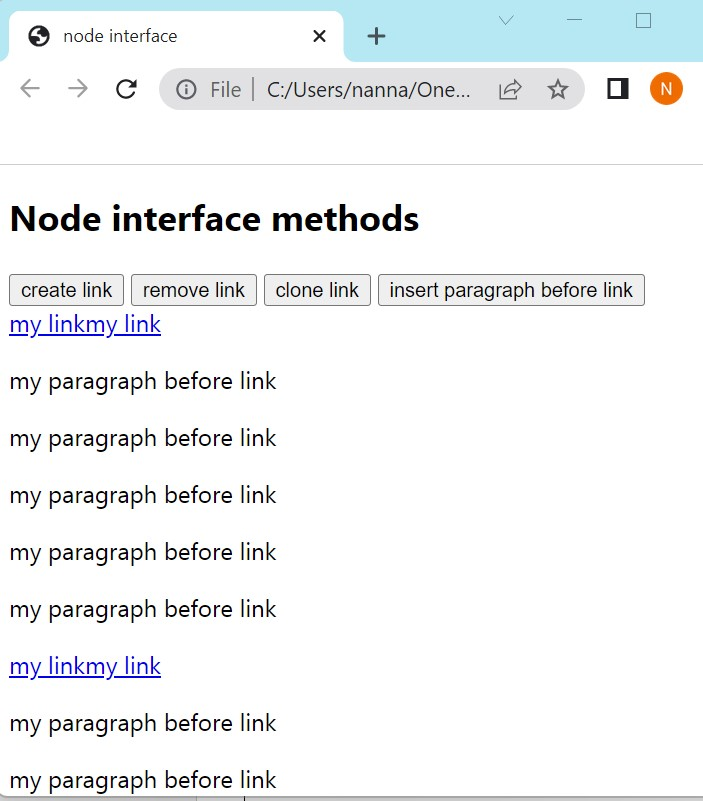 node interface
File C:/Users/nanna/One...
N
Node interface methods
create link remove link clone link insert paragraph before link
my linkmy link
my paragraph before link
my paragraph before link
my paragraph before link
my paragraph before link
my paragraph before link
my linkmy link
my paragraph before link
my paragraph before link